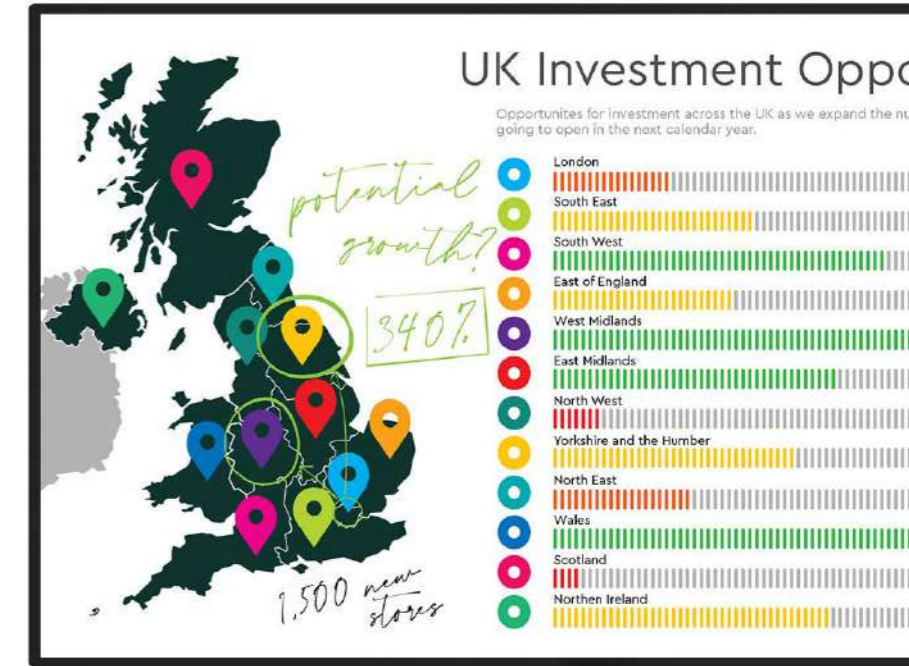 UK Investment Oppo
Opportunites for investment across the UK as we expand the nu
going to open in the next calendar year.
potential
growth?
340%
1,500 new
stores
London
South East
South West
East of England
West Midlands
East Midlands
North West
Yorkshire and the Humber
North East
Wales
Scotland
Northen Ireland